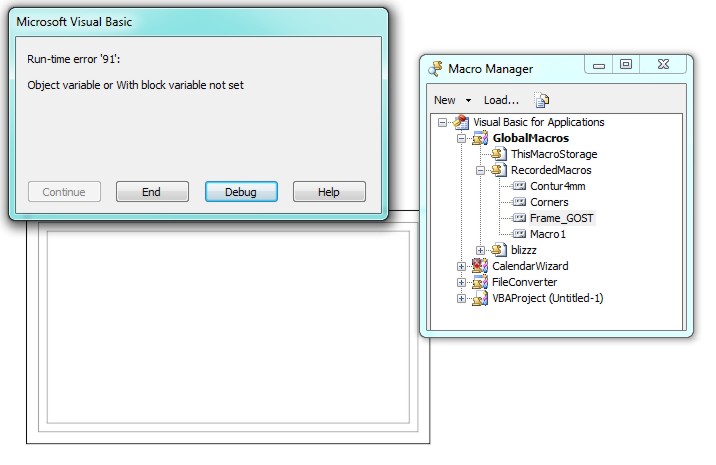 Microsoft Visual Basic
Run-time error '91':
Object variable or With block variable not set
Continue
End
Debug
Help
Macro Manager
New
Load...
Visual Basic for Applications
GlobalMacros
ThisMacroStorage
RecordedMacros
Contur4mm
Corners
Frame_GOST
Macro1
blizzz
CalendarWizard
FileConverter
VBAProject (Untitled-1)